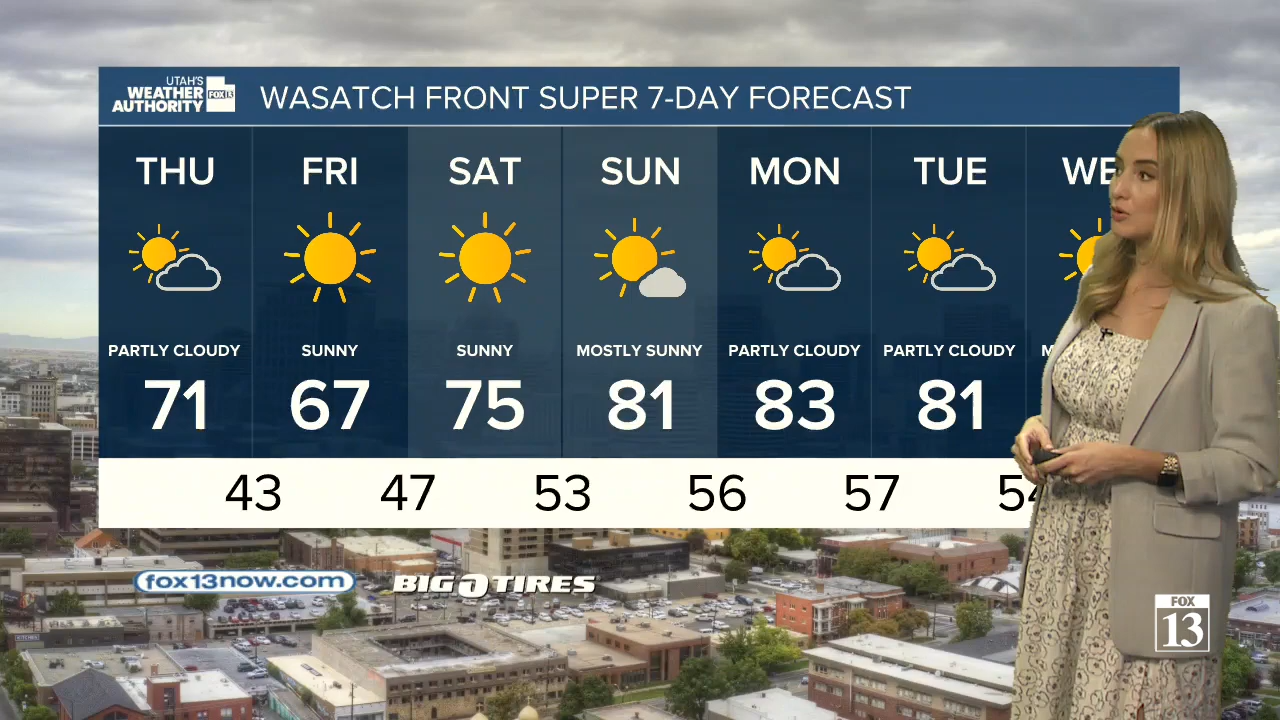 UTAH'S
WEATHER
AUTHORITY
FOX 13
WASATCH FRONT SUPER 7-DAY FORECAST
THU FRI SAT SUN MON TUE
PARTLY CLOUDY SUNNY SUNNY MOSTLY SUNNY PARTLY CLOUDY PARTLY CLOUDY
71 67 75 81 83 81
43 47 53 56 57 54
fox13now.com BIG O TIRES
FOX
13